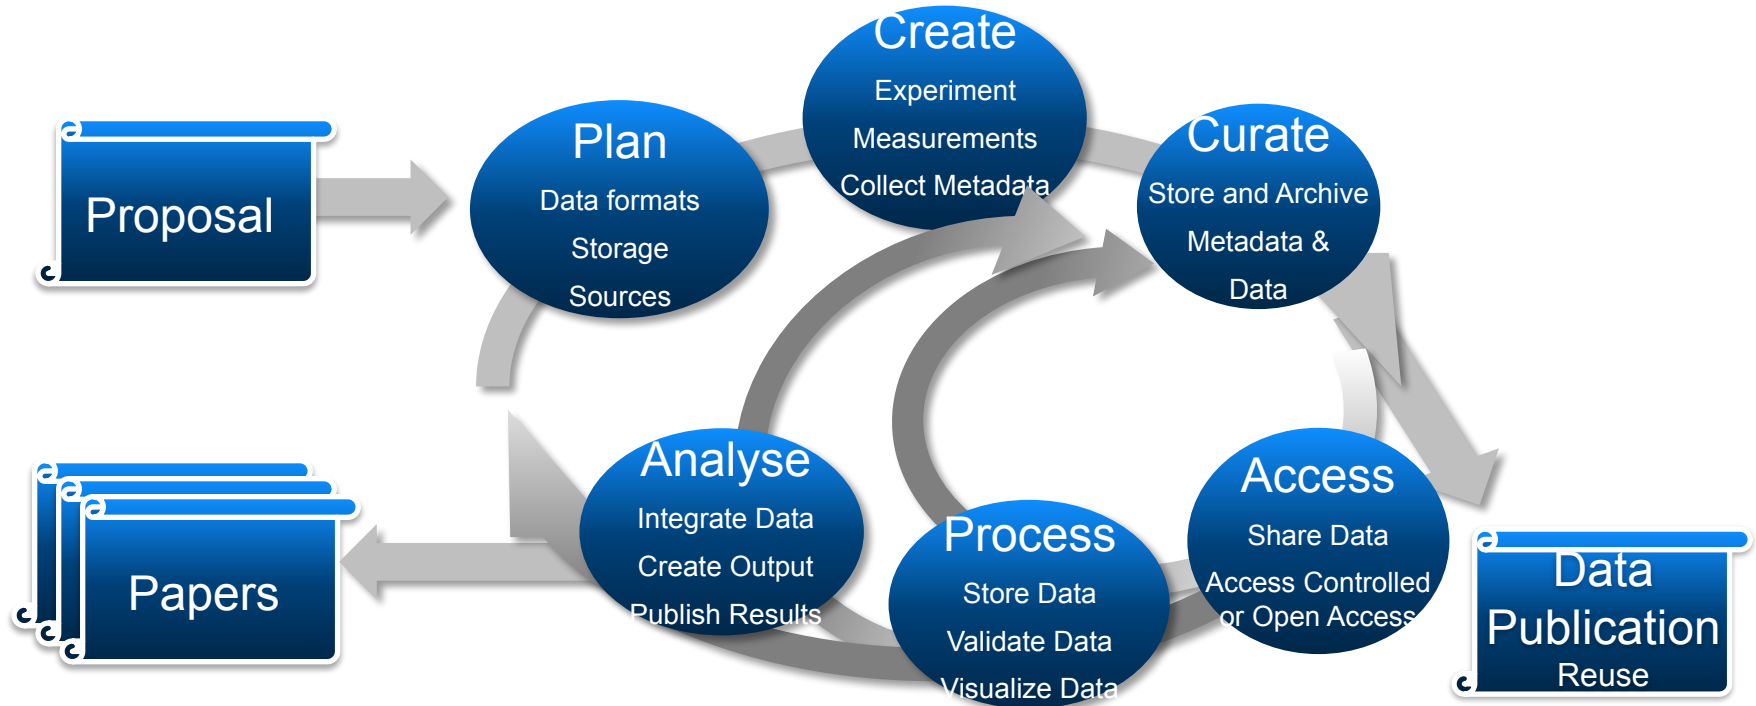 Proposal
Plan
Data formats
Storage
Sources
Create
Experiment
Measurements
Collect Metadata
Curate
Store and Archive
Metadata &
Data
Access
Share Data
Access Controlled
or Open Access
Process
Store Data
Validate Data
Visualize Data
Analyse
Integrate Data
Create Output
Publish Results
Papers
Data
Publication
Reuse